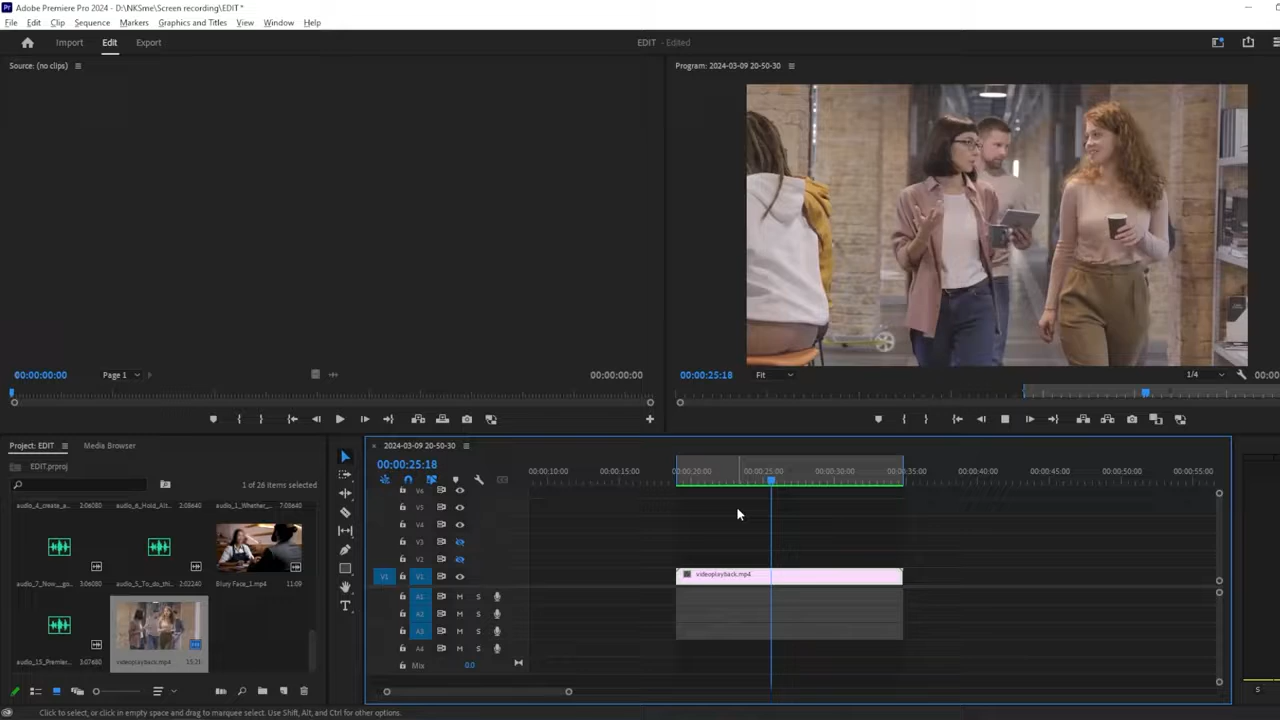 Adobe Premiere Pro 2024 - D:\NKSme\Screen recording\EDIT *
File Edit Clip Sequence Markers Graphics and Titles View Window Help
Import Edit Export EDIT - Edited
Source: (no clips) Program: 2024-03-09 20-50-30
00:00:00:00 Page 1 00:00:00:00 00:00:25:18 Fit 1/4 00:00
Project: EDIT Media Browser 2024-03-09 20-50-30
EDIT.prproj
00:00:25:18
00:00:10:00 00:00:15:00 00:00:20:00 00:00:25:00 00:00:30:00 00:00:35:00 00:00:40:00 00:00:45:00 00:00:50:00 00:00:55:00
1 of 26 items selected
V6
audio_4_create_a... 2:06080 audio_6_Hold_Alt... 2:08640 audio_1_Whether_... 7:08640
V5
V4
V3
V2
V1 V1 videoplayback.mp4
audio_7_Now__go... 3:06080 audio_5_To_do_th... 2:02240 Blury Face_1.mp4 11:09
A1 M S
A2 M S
A3 M S
A4 M S
audio_15_Premier... 3:07680 videoplayback.mp4 15:21
Mix 0.0
S
Click to select, or click in empty space and drag to marquee select. Use Shift, Alt, and Ctrl for other options.